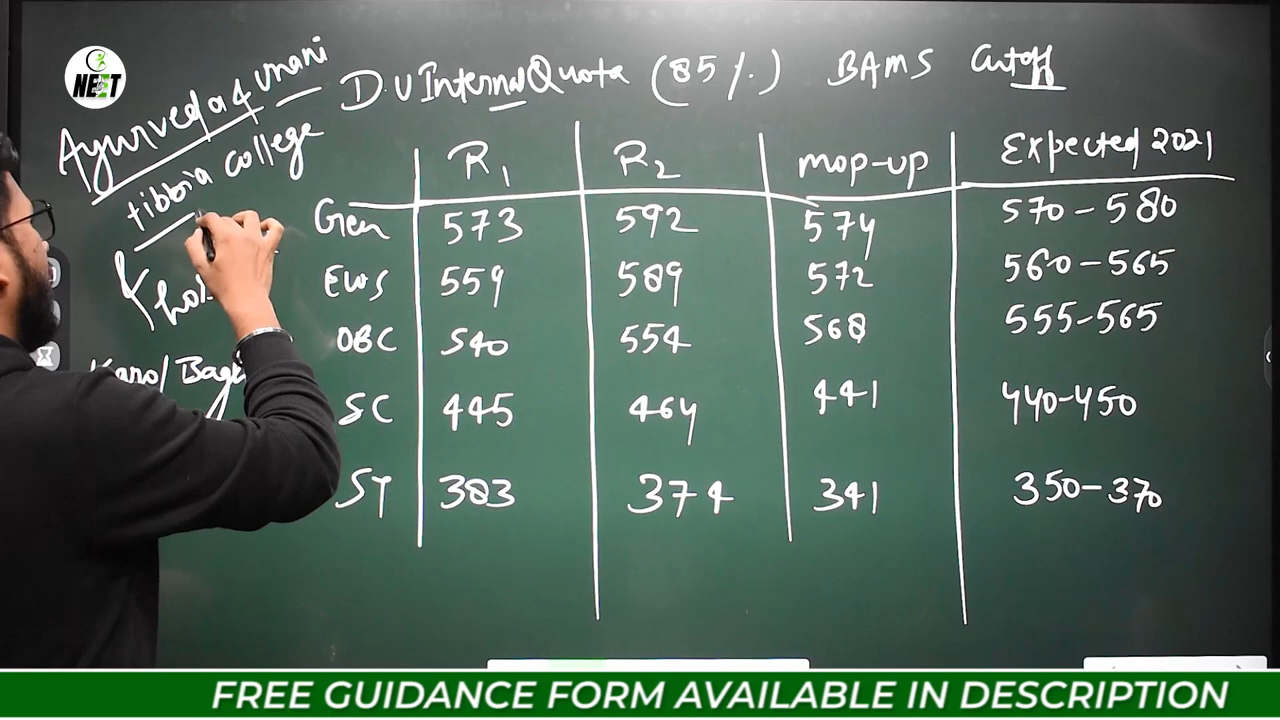 NEET
Ayurveda & Unani
tibbia college
D.U Internal Quota (85%) BAMS Cutoff
R1 R2 mop-up Expected 2021
Gen 573 592 574 570-580
EWS 559 589 572 560-565
OBC 540 554 568 555-565
SC 445 464 441 440-450
ST 383 374 341 350-370
Karol Bag
FREE GUIDANCE FORM AVAILABLE IN DESCRIPTION